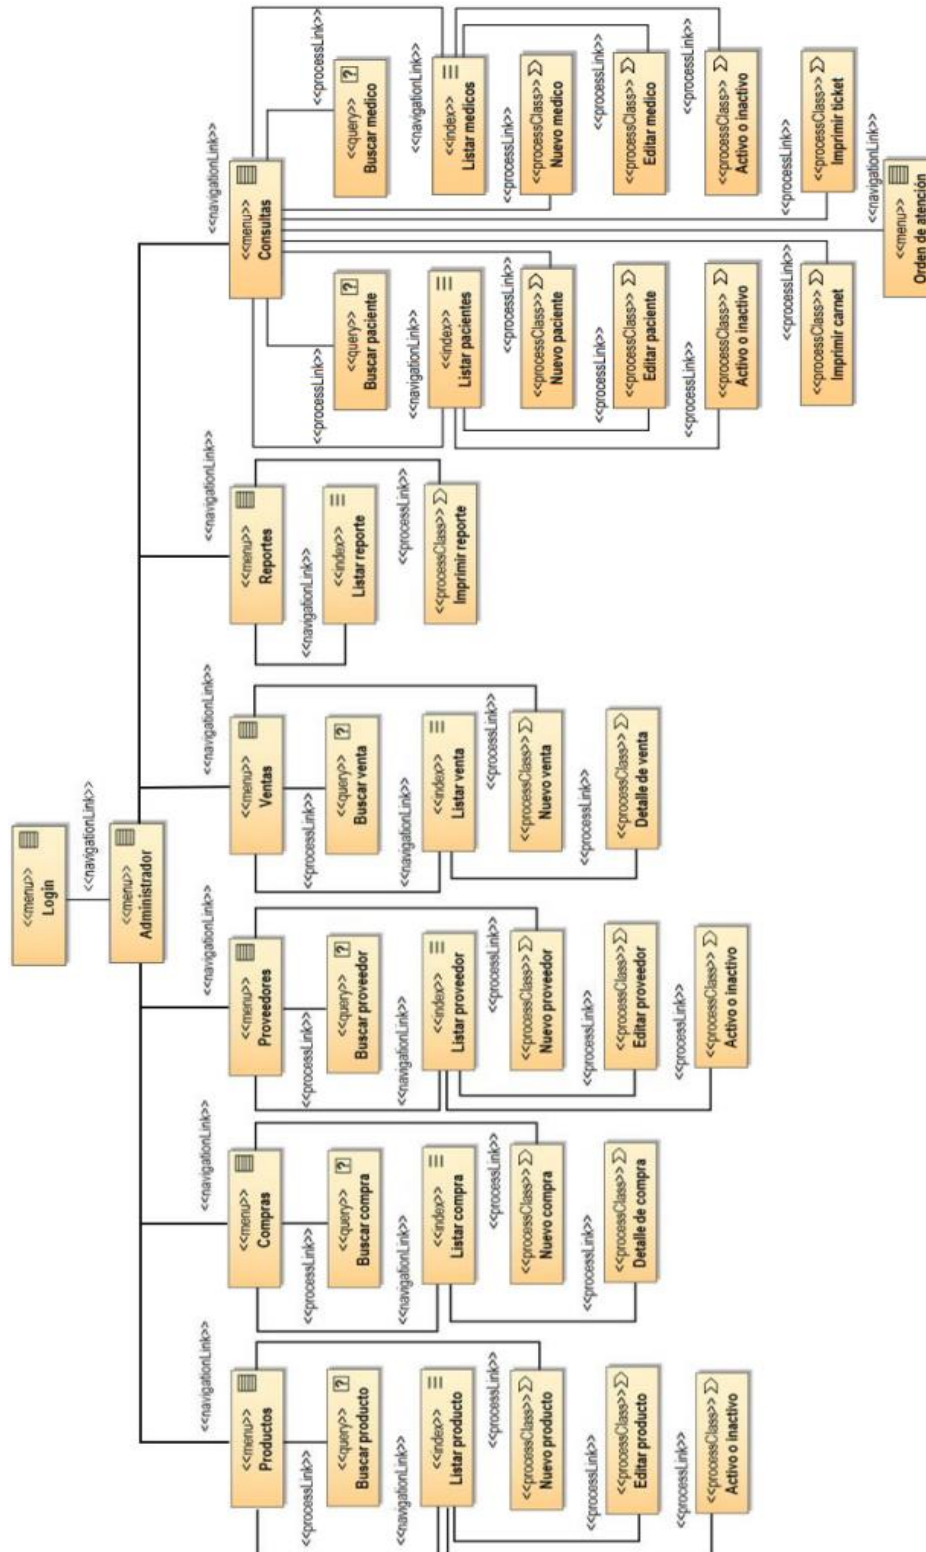 <<menu>>
Login
<<navigationLink>>
<<menu>>
Administrador
<<navigationLink>>
<<menu>>
Productos
<<processLink>>
<<query>>
Buscar producto
<<navigationLink>>
<<index>>
Listar producto
<<processLink>>
<<processClass>>
Nuevo producto
<<processLink>>
<<processClass>>
Editar producto
<<processLink>>
<<processClass>>
Activo o inactivo
<<navigationLink>>
<<menu>>
Compras
<<processLink>>
<<query>>
Buscar compra
<<navigationLink>>
<<index>>
Listar compra
<<processLink>>
<<processClass>>
Nuevo compra
<<processLink>>
<<processClass>>
Detalle de compra
<<navigationLink>>
<<menu>>
Proveedores
<<processLink>>
<<query>>
Buscar proveedor
<<navigationLink>>
<<index>>
Listar proveedor
<<processLink>>
<<processClass>>
Nuevo proveedor
<<processLink>>
<<processClass>>
Editar proveedor
<<processLink>>
<<processClass>>
Activo o inactivo
<<navigationLink>>
<<menu>>
Ventas
<<processLink>>
<<query>>
Buscar venta
<<navigationLink>>
<<index>>
Listar venta
<<processLink>>
<<processClass>>
Nuevo venta
<<processLink>>
<<processClass>>
Detalle de venta
<<navigationLink>>
<<menu>>
Reportes
<<navigationLink>>
<<index>>
Listar reporte
<<processLink>>
<<processClass>>
Imprimir reporte
<<navigationLink>>
<<menu>>
Consultas
<<processLink>>
<<query>>
Buscar paciente
<<navigationLink>>
<<index>>
Listar pacientes
<<processLink>>
<<processClass>>
Nuevo paciente
<<processLink>>
<<processClass>>
Editar paciente
<<processLink>>
<<processClass>>
Activo o inactivo
<<processLink>>
<<processClass>>
Imprimir carnet
<<processLink>>
<<query>>
Buscar medico
<<navigationLink>>
<<index>>
Listar medicos
<<processLink>>
<<processClass>>
Nuevo medico
<<processLink>>
<<processClass>>
Editar medico
<<processLink>>
<<processClass>>
Activo o inactivo
<<processLink>>
<<processClass>>
Imprimir ticket
<<navigationLink>>
<<menu>>
Orden de atención